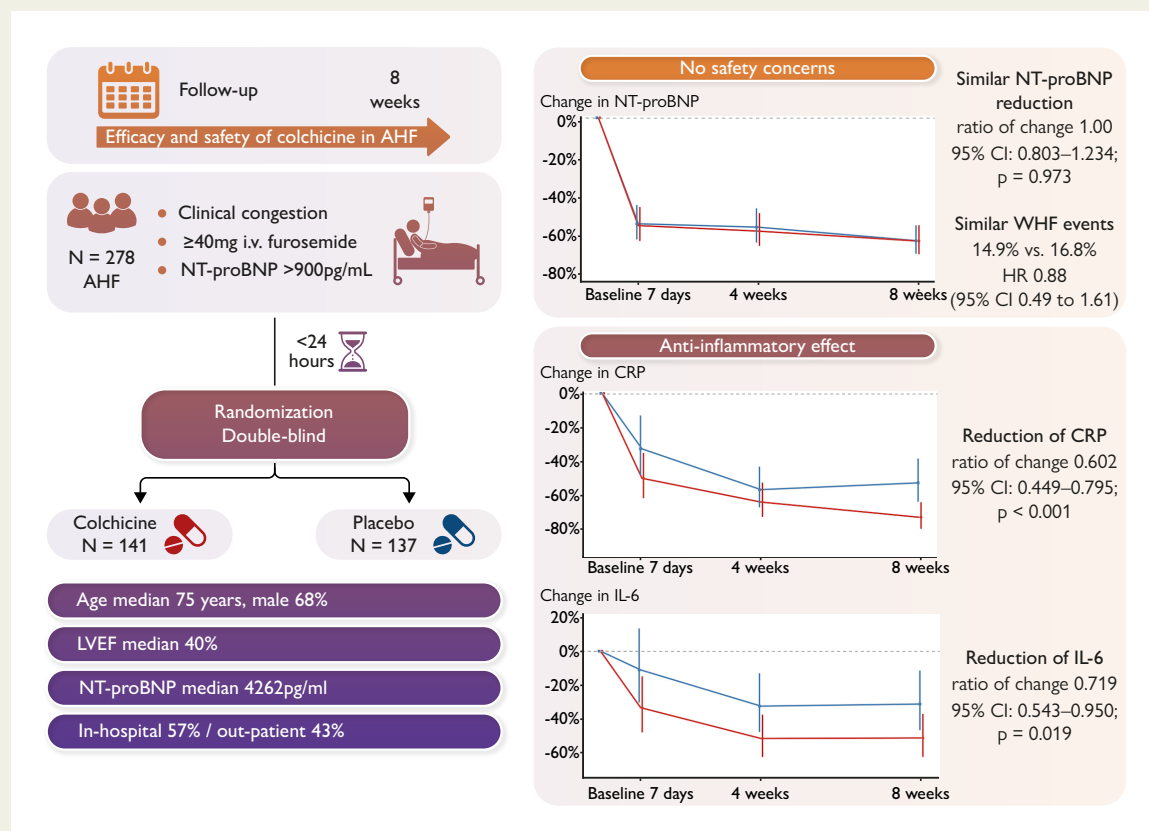 Follow-up
8
weeks
Efficacy and safety of colchicine in AHF
N = 278
AHF
Clinical congestion
≥40mg i.v. furosemide
NT-proBNP >900pg/mL
<24
hours
Randomization
Double-blind
Colchicine
N = 141
Placebo
N = 137
Age median 75 years, male 68%
LVEF median 40%
NT-proBNP median 4262pg/ml
In-hospital 57% / out-patient 43%
No safety concerns
Change in NT-proBNP
0%
-20%
-40%
-60%
-80%
Baseline 7 days 4 weeks 8 weeks
Similar NT-proBNP
reduction
ratio of change 1.00
95% CI: 0.803–1.234;
p = 0.973
Similar WHF events
14.9% vs. 16.8%
HR 0.88
(95% CI 0.49 to 1.61)
Anti-inflammatory effect
Change in CRP
0%
-20%
-40%
-60%
-80%
Baseline 7 days 4 weeks 8 weeks
Reduction of CRP
ratio of change 0.602
95% CI: 0.449–0.795;
p < 0.001
Change in IL-6
20%
0%
-20%
-40%
-60%
Baseline 7 days 4 weeks 8 weeks
Reduction of IL-6
ratio of change 0.719
95% CI: 0.543–0.950;
p = 0.019